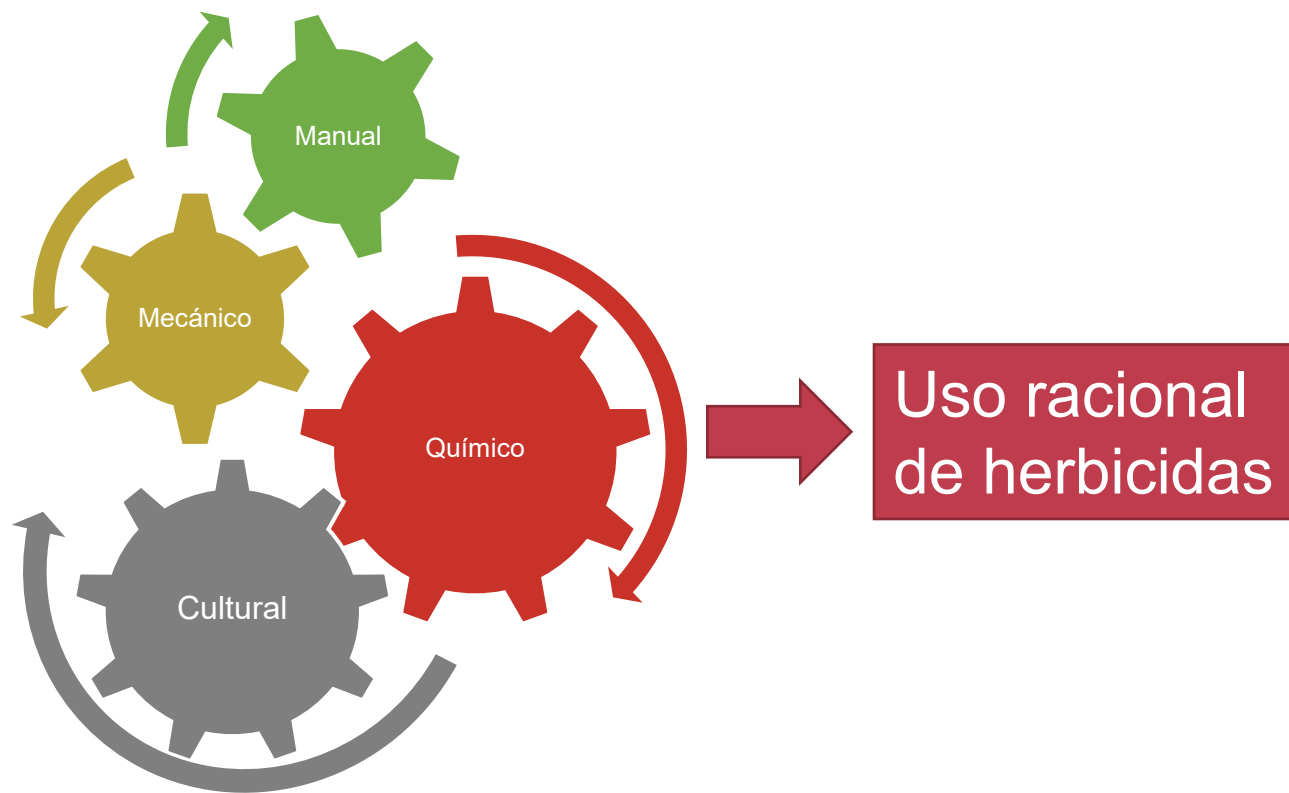 Manual
Mecánico
Químico
Cultural
Uso racional
de herbicidas